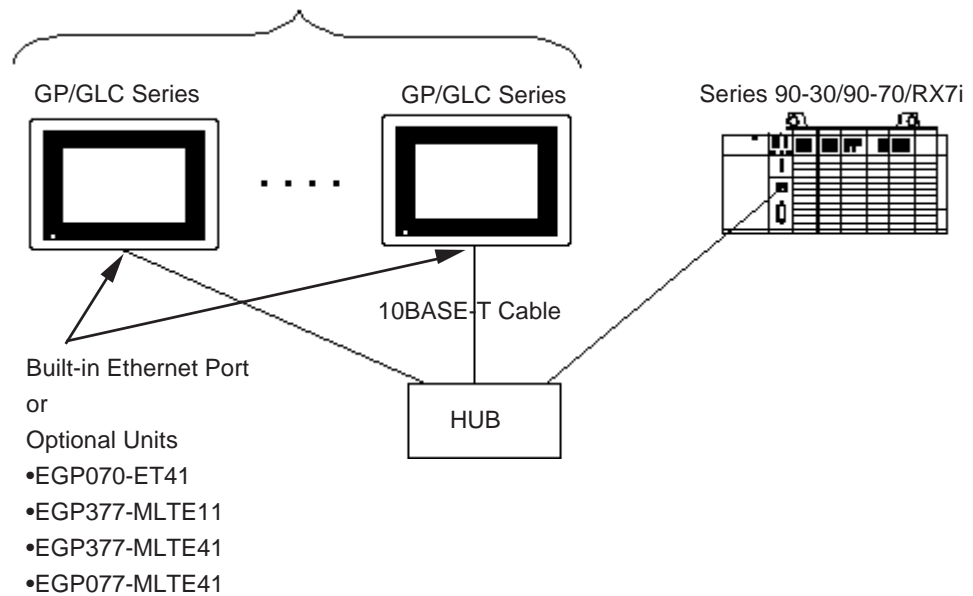 GP/GLC Series
GP/GLC Series
Series 90-30/90-70/RX7i
10BASE-T Cable
Built-in Ethernet Port
or
Optional Units
•EGP070-ET41
•EGP377-MLTE11
•EGP377-MLTE41
•EGP077-MLTE41
HUB